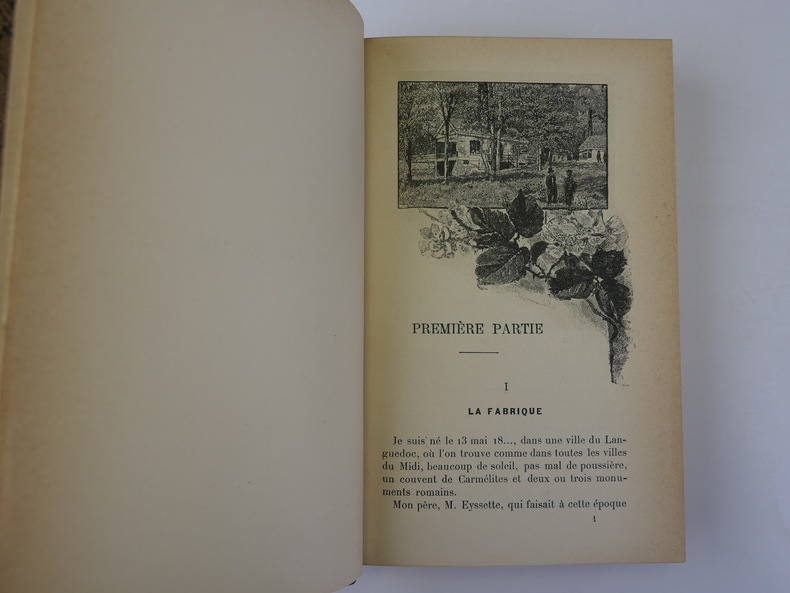 PREMIÈRE PARTIE
I
LA FABRIQUE
Je suis né le 13 mai 18..., dans une ville du Lan-
guedoc, où l'on trouve comme dans toutes les villes
du Midi, beaucoup de soleil, pas mal de poussière,
un couvent de Carmélites et deux ou trois monu-
ments romains.
Mon père, M. Eyssette, qui faisait à cette époque
1